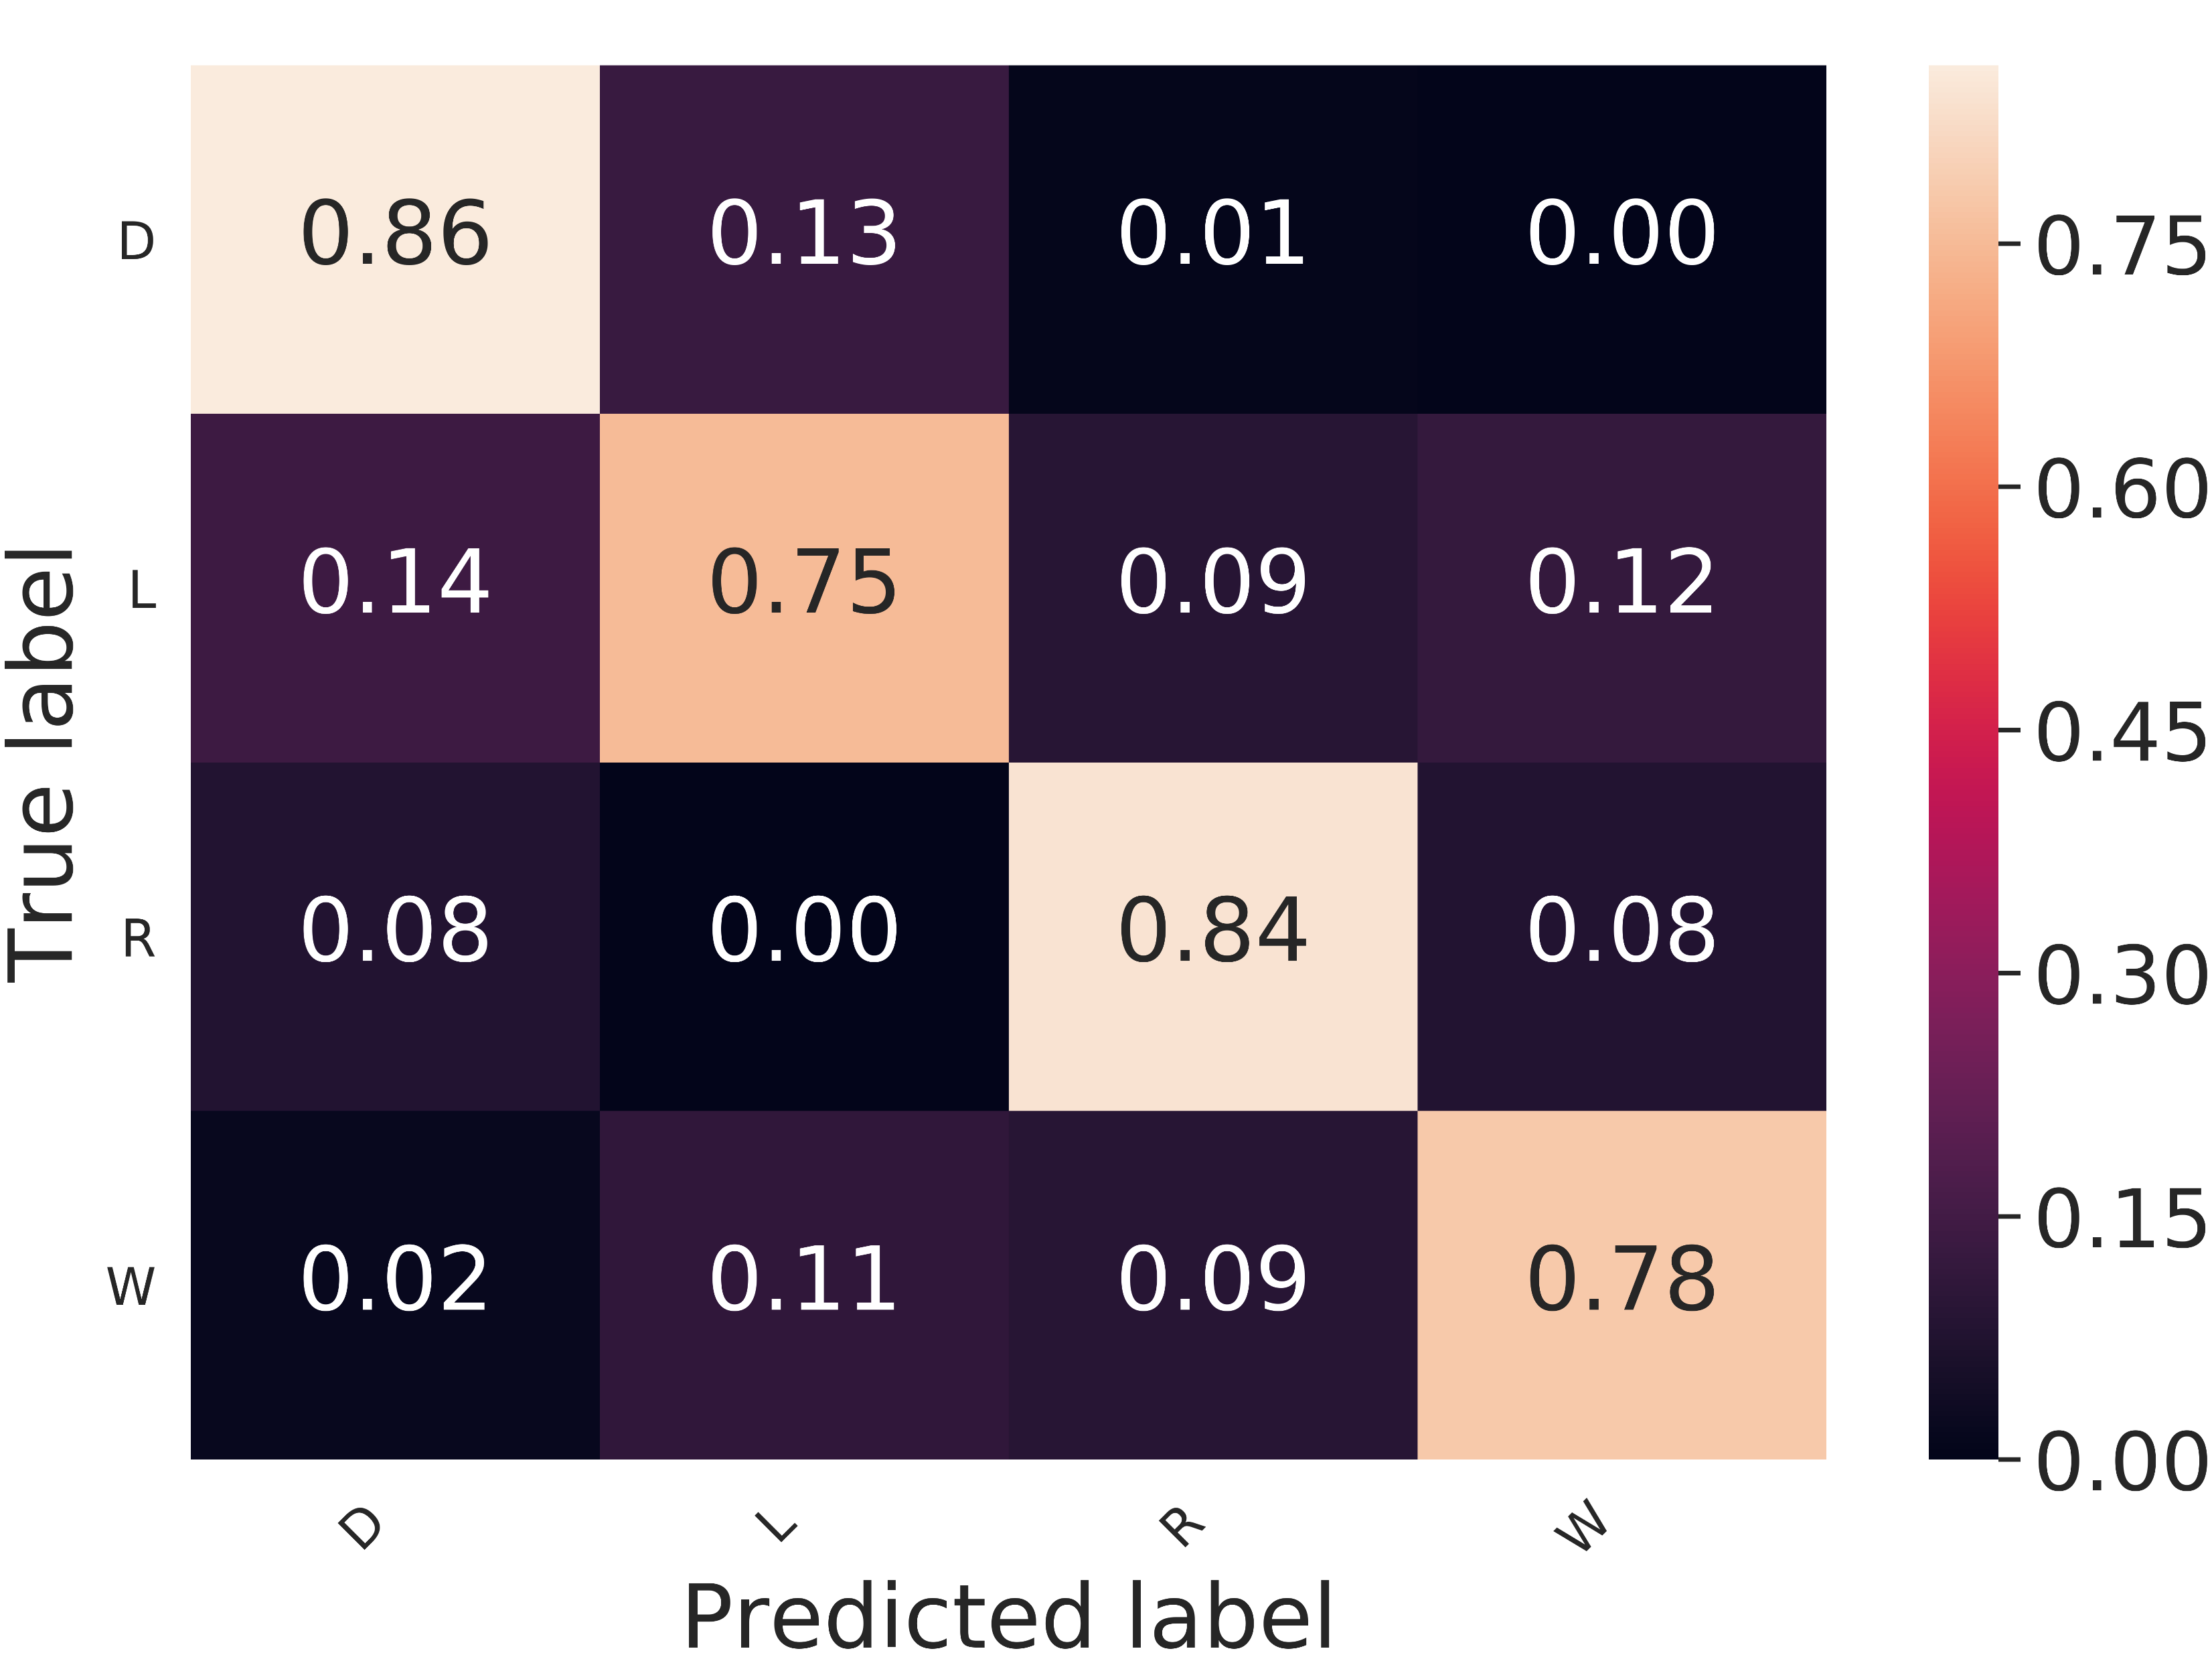 D 0.86 0.13 0.01 0.00
L 0.14 0.75 0.09 0.12
R 0.08 0.00 0.84 0.08
W 0.02 0.11 0.09 0.78
D L R W
Predicted label
True label
0.75
0.60
0.45
0.30
0.15
0.00